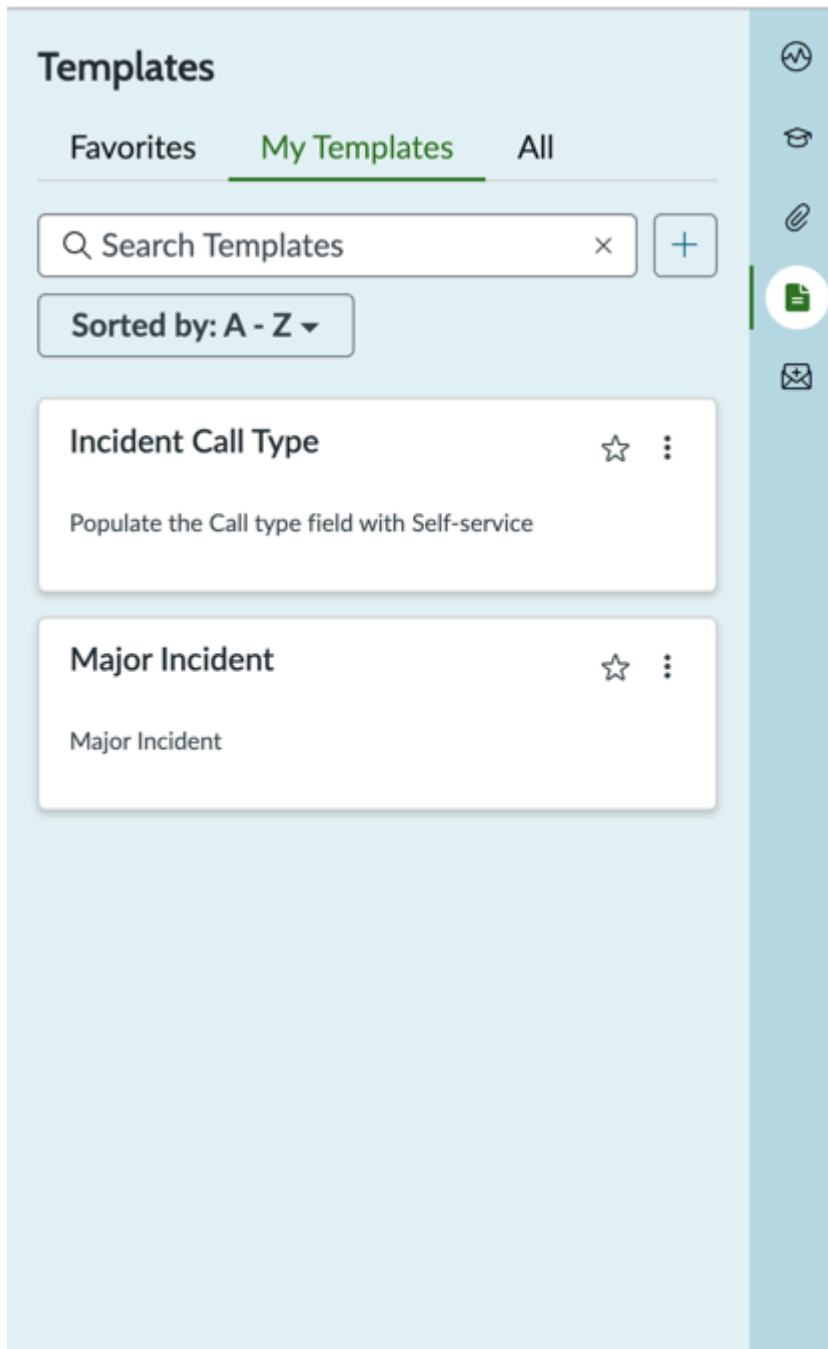 Templates
Favorites My Templates All
Search Templates
Sorted by: A - Z
Incident Call Type
Populate the Call type field with Self-service
Major Incident
Major Incident